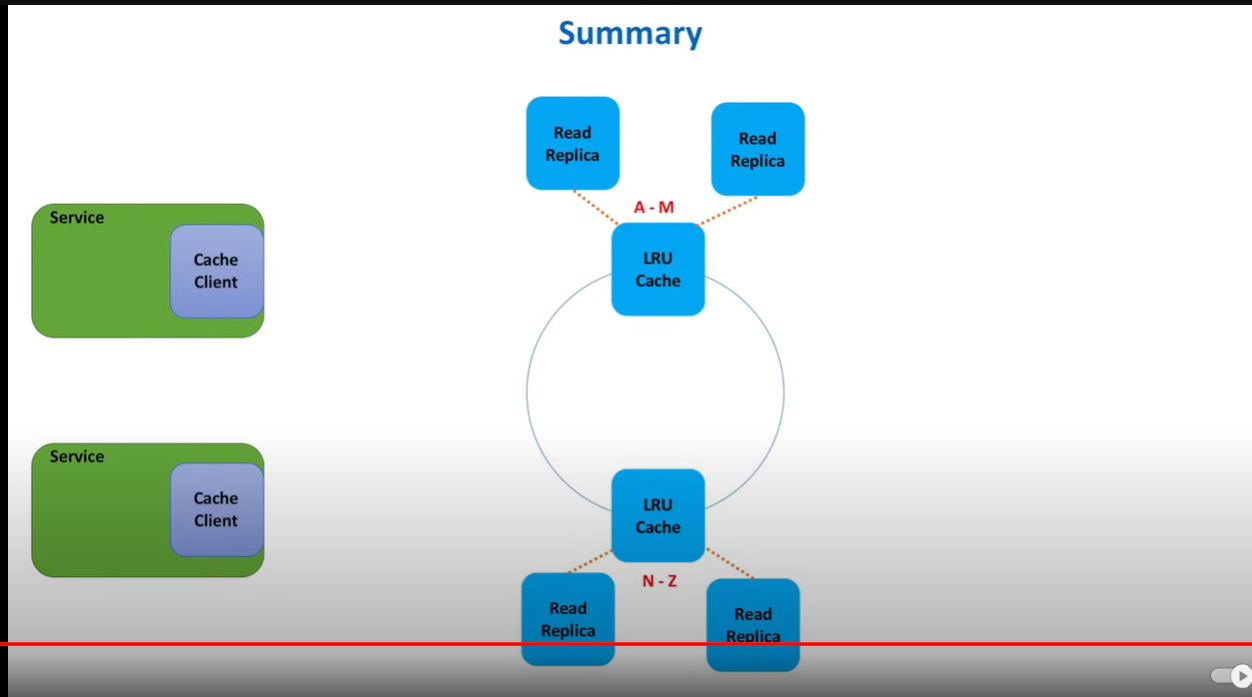 Summary
Read
Replica
Read
Replica
A - M
Service
Cache
Client
LRU
Cache
Service
Cache
Client
LRU
Cache
N - Z
Read
Replica
Read
Replica